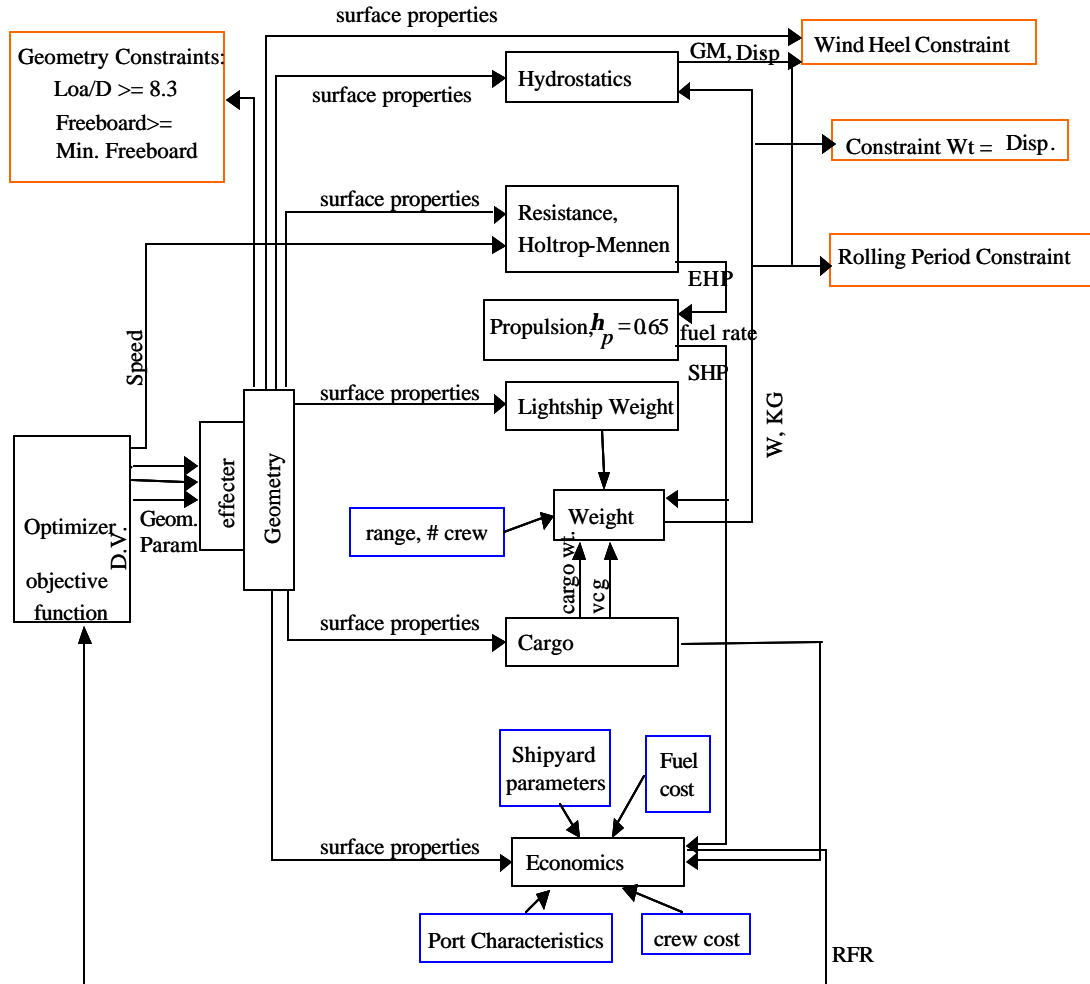 surface properties
Geometry Constraints:
Loa/D >= 8.3
Freeboard>=
Min. Freeboard
Wind Heel Constraint
GM, Disp
Hydrostatics
surface properties
Constraint Wt = Disp.
surface properties
Resistance,
Holtrop-Mennen
Rolling Period Constraint
EHP
Propulsion, h p = 0.65
fuel rate
SHP
Speed
surface properties
Lightship Weight
W, KG
effecter
Geometry
Optimizer
D.V.
objective
function
Geom.
Param
range, # crew
Weight
cargo wt.
vcg
surface properties
Cargo
Shipyard
parameters
Fuel
cost
surface properties
Economics
Port Characteristics
crew cost
RFR